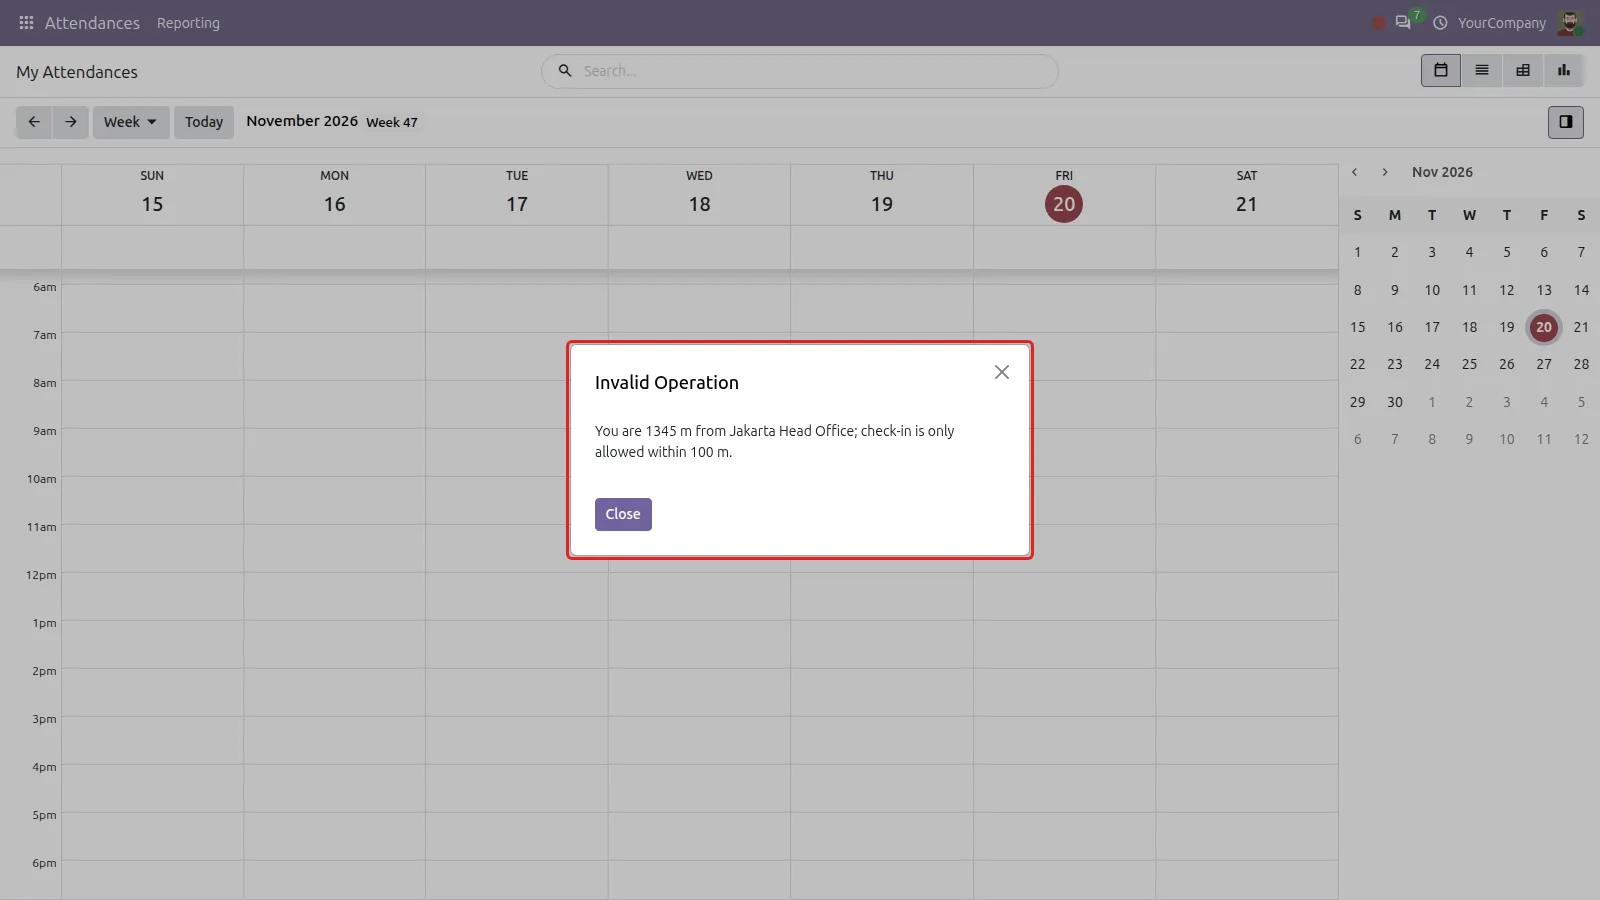 Attendances Reporting 7 YourCompany
My Attendances Search...
Week Today November 2026 Week 47
SUN MON TUE WED THU FRI SAT
15 16 17 18 19 20 21
6am
7am
8am
9am
10am
11am
12pm
1pm
2pm
3pm
4pm
5pm
6pm
Invalid Operation
You are 1345 m from Jakarta Head Office; check-in is only
allowed within 100 m.
Close
Nov 2026
S M T W T F S
1 2 3 4 5 6 7
8 9 10 11 12 13 14
15 16 17 18 19 20 21
22 23 24 25 26 27 28
29 30 1 2 3 4 5
6 7 8 9 10 11 12